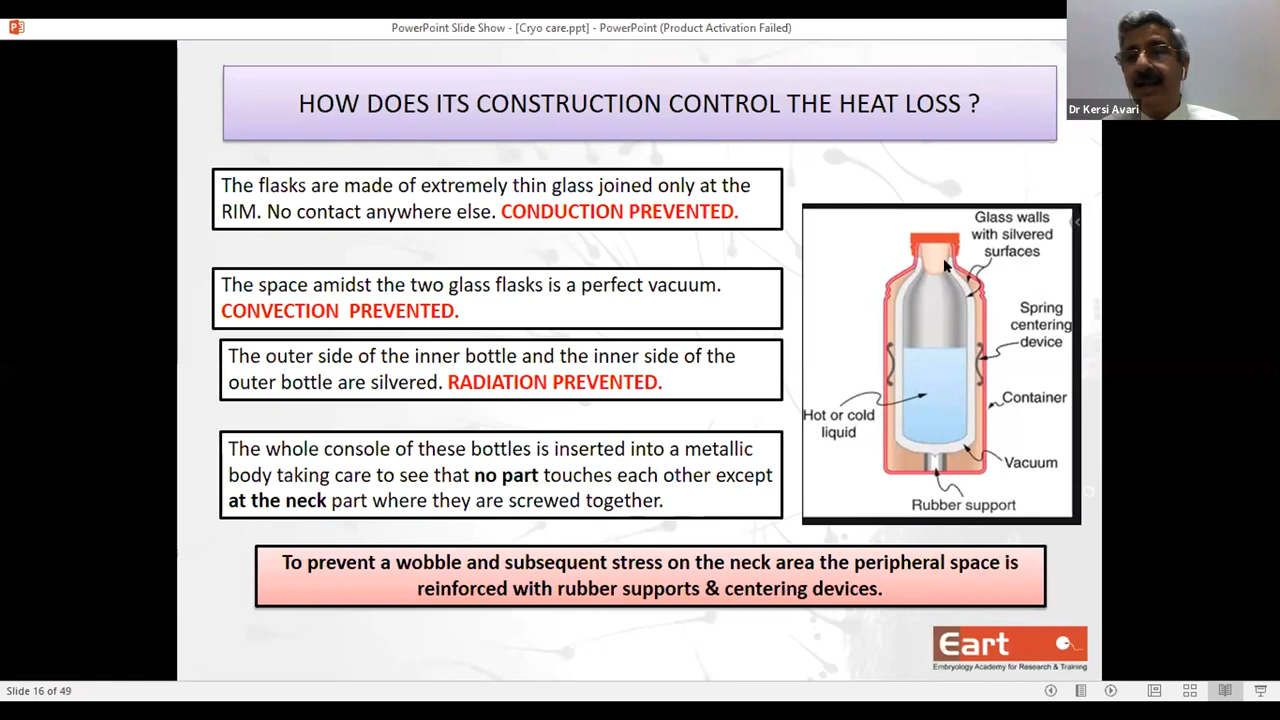 PowerPoint Slide Show - [Cryo care.ppt] - PowerPoint (Product Activation Failed)
Dr Kersi Avari
HOW DOES ITS CONSTRUCTION CONTROL THE HEAT LOSS ?
The flasks are made of extremely thin glass joined only at the
RIM. No contact anywhere else. CONDUCTION PREVENTED.
The space amidst the two glass flasks is a perfect vacuum.
CONVECTION PREVENTED.
The outer side of the inner bottle and the inner side of the
outer bottle are silvered. RADIATION PREVENTED.
The whole console of these bottles is inserted into a metallic
body taking care to see that no part touches each other except
at the neck part where they are screwed together.
Glass walls
with silvered
surfaces
Spring
centering
device
Container
Hot or cold
liquid
Vacuum
Rubber support
To prevent a wobble and subsequent stress on the neck area the peripheral space is
reinforced with rubber supports & centering devices.
Eart
Embryology Academy for Research & Training
Slide 16 of 49